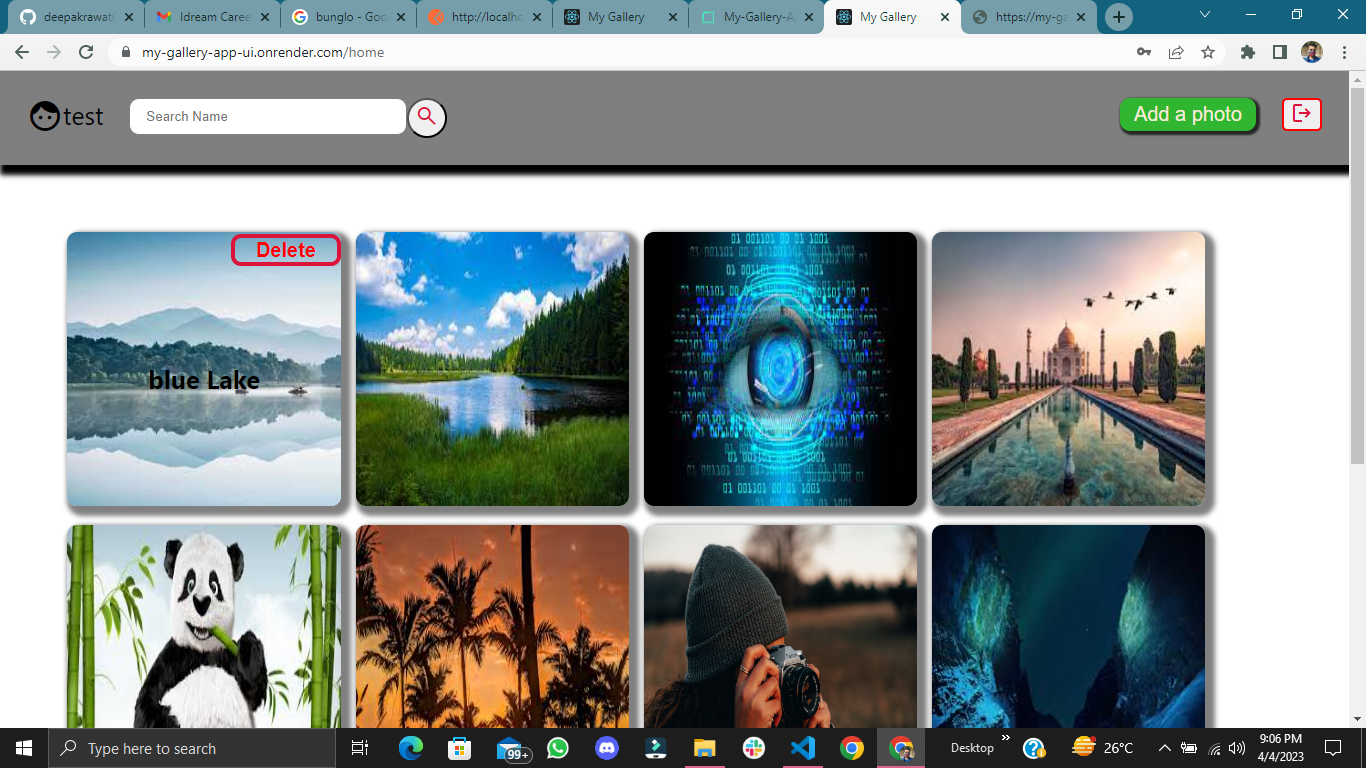 deepakrawat
Idream Caree
bunglo - Goo
http://localho
My Gallery
My-Gallery-A
My Gallery
https://my-ga
my-gallery-app-ui.onrender.com/home
test
Search Name
Add a photo
Delete
blue Lake
01 001101 00 01 1001
Type here to search
99+
Desktop
26°C
9:06 PM
4/4/2023